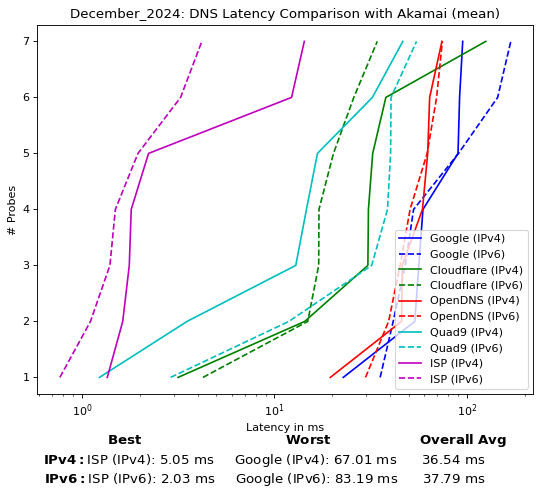 December_2024: DNS Latency Comparison with Akamai (mean)
7
6
5
4
3
2
1
# Probes
Google (IPv4)
Google (IPv6)
Cloudflare (IPv4)
Cloudflare (IPv6)
OpenDNS (IPv4)
OpenDNS (IPv6)
Quad9 (IPv4)
Quad9 (IPv6)
ISP (IPv4)
ISP (IPv6)
10⁰ 10¹ 10²
Latency in ms
Best Worst Overall Avg
IPv4: ISP (IPv4): 5.05 ms Google (IPv4): 67.01 ms 36.54 ms
IPv6: ISP (IPv6): 2.03 ms Google (IPv6): 83.19 ms 37.79 ms